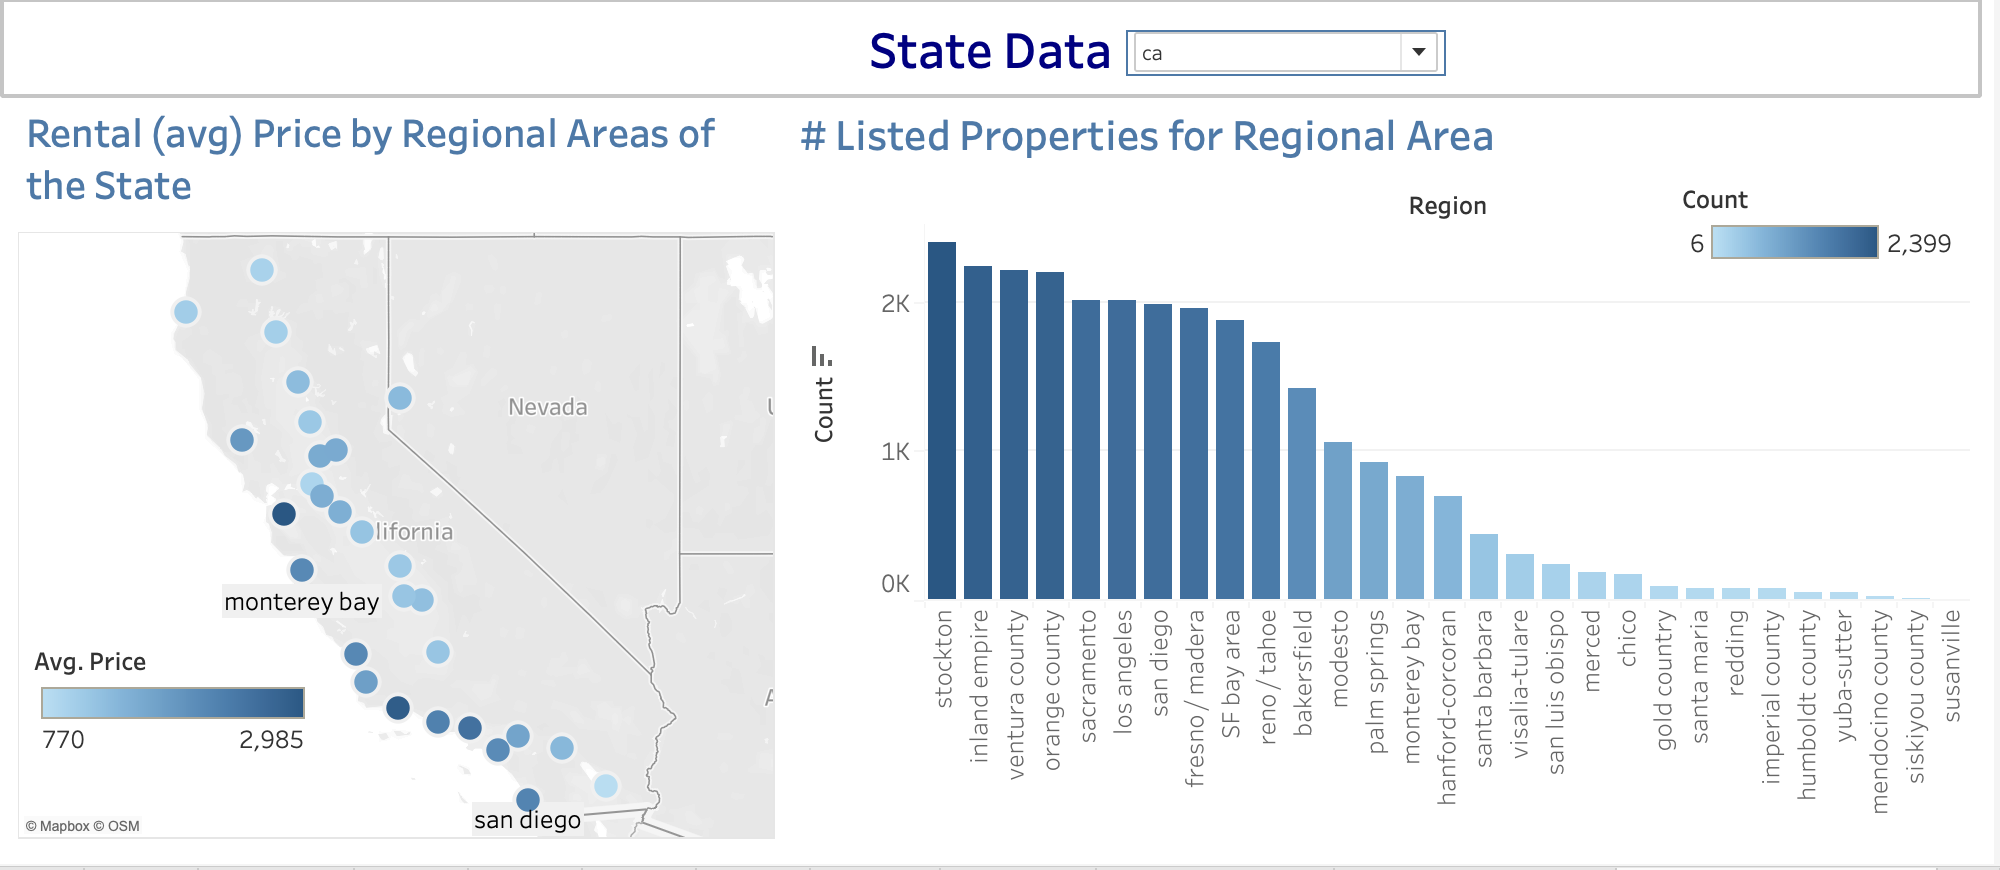 State Data
ca
Rental (avg) Price by Regional Areas of
the State
Nevada
lifornia
monterey bay
san diego
Avg. Price
770
2,985
© Mapbox © OSM
# Listed Properties for Regional Area
Region
Count
6
2,399
Count
2K
1K
0K
stockton
inland empire
ventura county
orange county
sacramento
los angeles
san diego
fresno / madera
SF bay area
reno / tahoe
bakersfield
modesto
palm springs
monterey bay
hanford-corcoran
santa barbara
visalia-tulare
san luis obispo
merced
chico
gold country
santa maria
redding
imperial county
humboldt county
yuba-sutter
mendocino county
siskiyou county
susanville